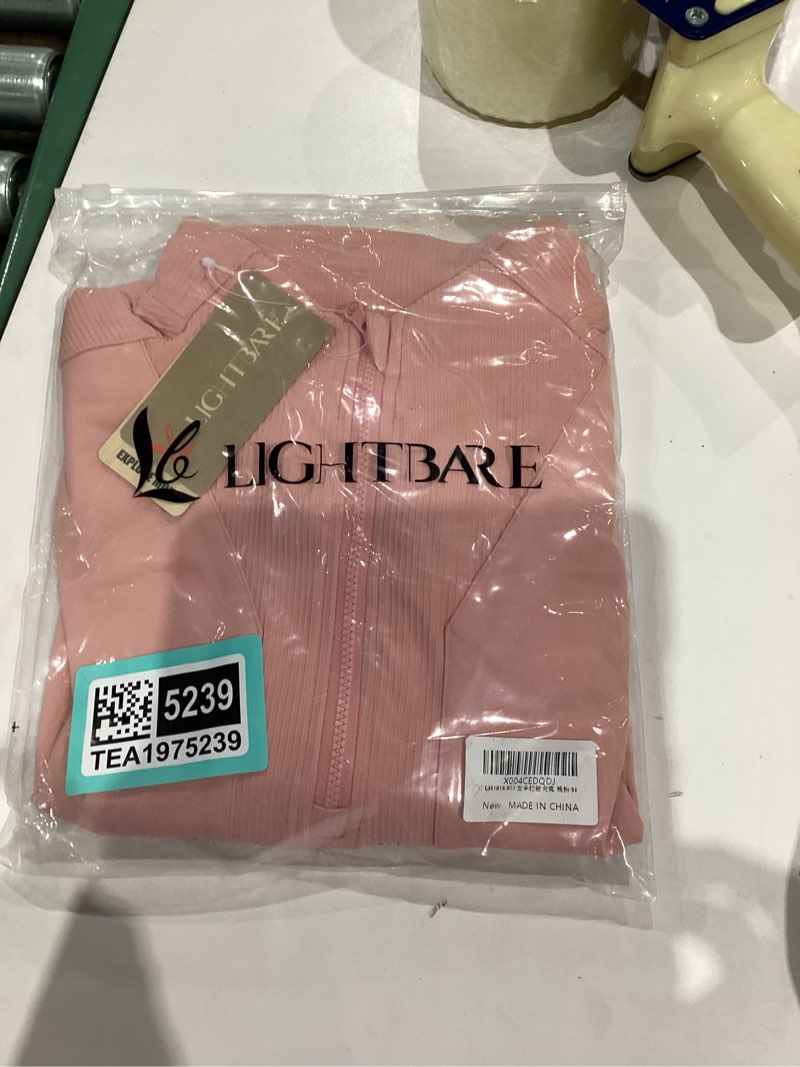 LIGHTBARE
LIGHTBARE
5239
TEA1975239
X004CEDQDJ
New MADE IN CHINA